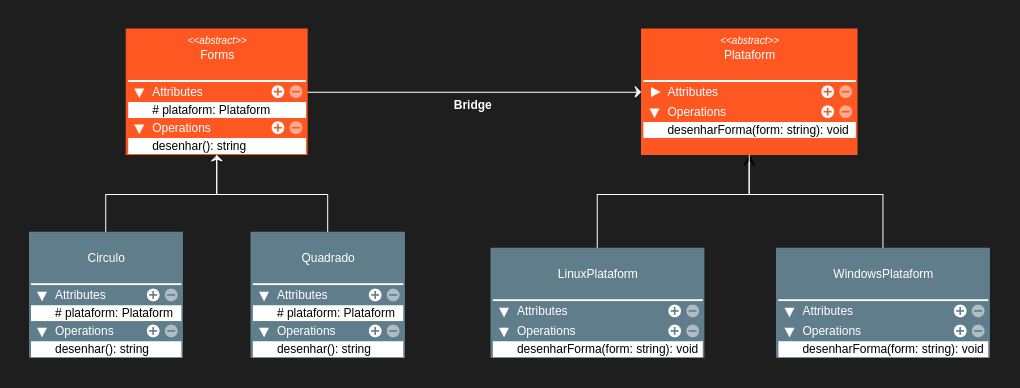 <<abstract>>
Forms
Attributes
# plataform: Plataform
Operations
desenhar(): string
Bridge
<<abstract>>
Plataform
Attributes
Operations
desenharForma(form: string): void
Circulo
Attributes
# plataform: Plataform
Operations
desenhar(): string
Quadrado
Attributes
# plataform: Plataform
Operations
desenhar(): string
LinuxPlataform
Attributes
Operations
desenharForma(form: string): void
WindowsPlataform
Attributes
Operations
desenharForma(form: string): void